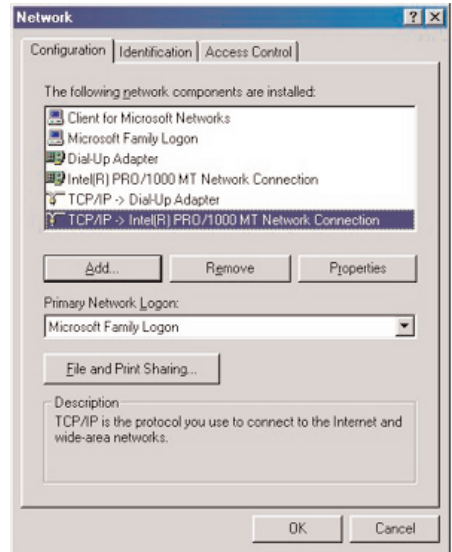 Network
Configuration Identification Access Control
The following network components are installed:
Client for Microsoft Networks
Microsoft Family Logon
Dial-Up Adapter
Intel(R) PRO/1000 MT Network Connection
TCP/IP -> Dial-Up Adapter
TCP/IP -> Intel(R) PRO/1000 MT Network Connection
Add... Remove Properties
Primary Network Logon:
Microsoft Family Logon
File and Print Sharing...
Description
TCP/IP is the protocol you use to connect to the Internet and
wide-area networks.
OK Cancel